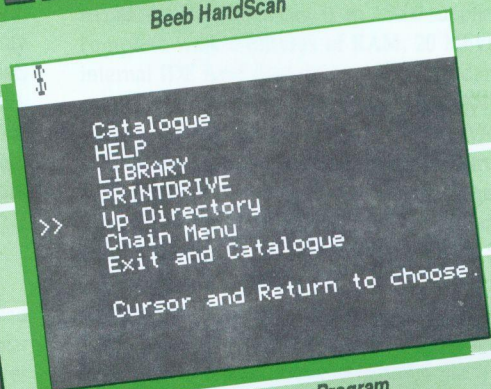 Beeb HandScan
$
Catalogue
HELP
LIBRARY
PRINTDRIVE
>> Up Directory
Chain Menu
Exit and Catalogue
Cursor and Return to choose.
Program